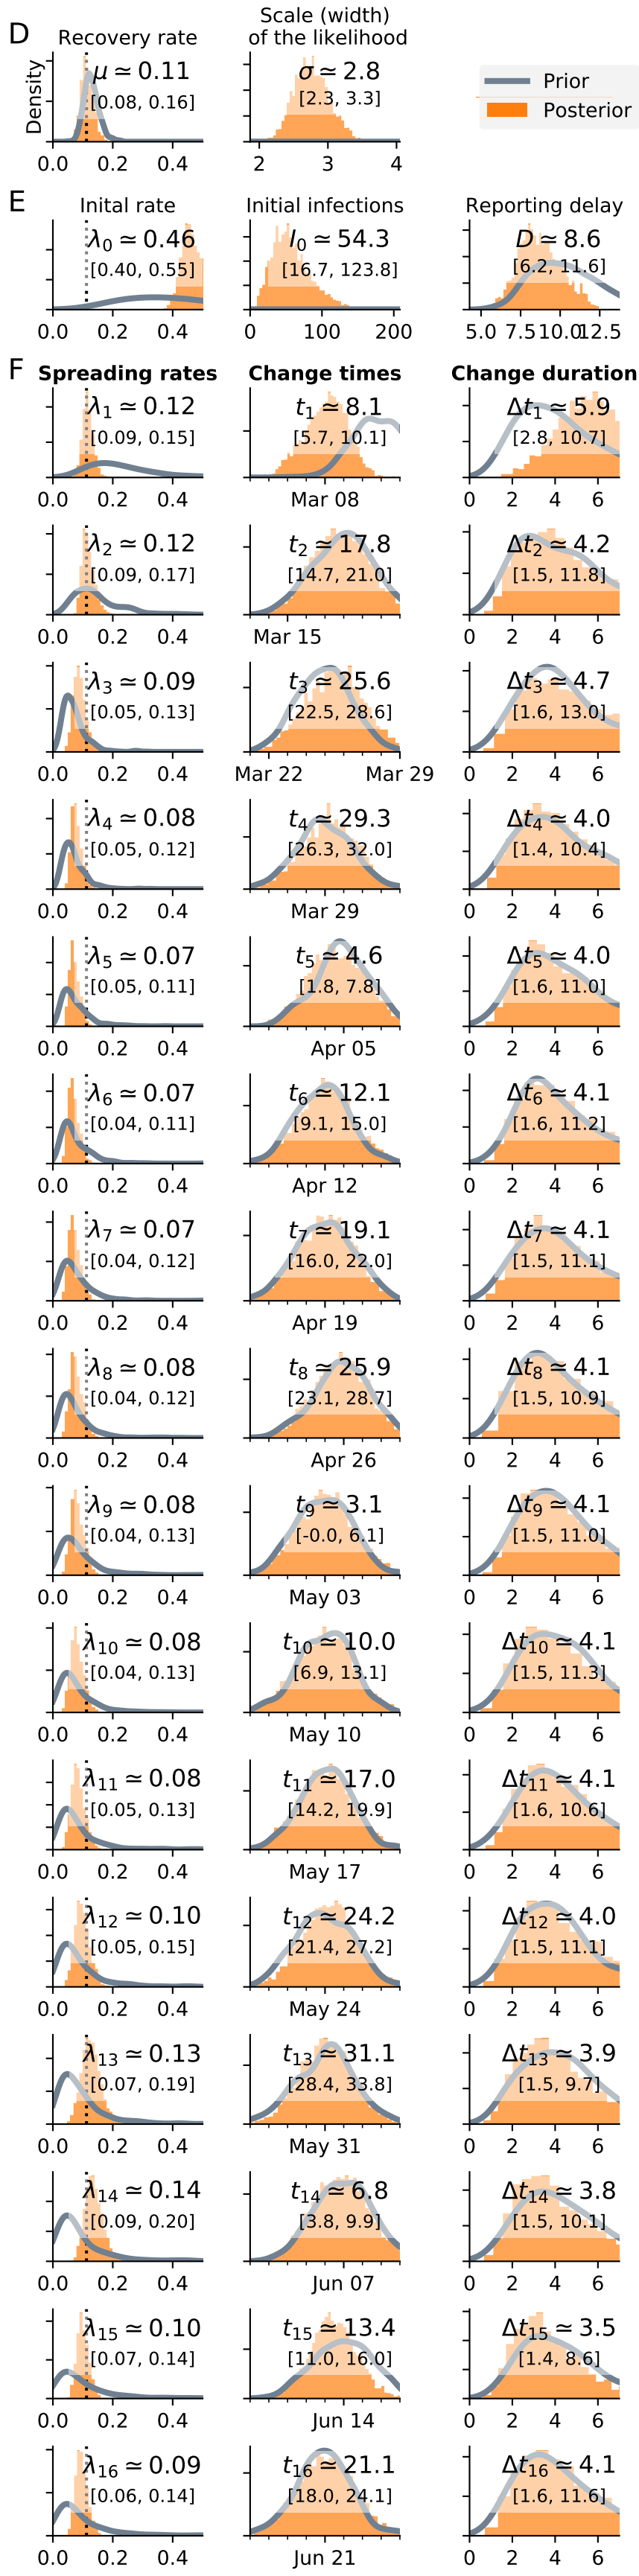 D
Recovery rate
Scale (width)
of the likelihood
Density
μ ≃ 0.11
[0.08, 0.16]
σ ≃ 2.8
[2.3, 3.3]
Prior
Posterior
0.0 0.2 0.4
2 3 4
E
Inital rate
Initial infections
Reporting delay
λ0 ≃ 0.46
[0.40, 0.55]
I0 ≃ 54.3
[16.7, 123.8]
D ≃ 8.6
[6.2, 11.6]
0.0 0.2 0.4
0 100 200
5.0 7.5 10.0 12.5
F
Spreading rates
Change times
Change duration
λ1 ≃ 0.12
[0.09, 0.15]
t1 ≃ 8.1
[5.7, 10.1]
Δt1 ≃ 5.9
[2.8, 10.7]
0.0 0.2 0.4
Mar 08
0 2 4 6
λ2 ≃ 0.12
[0.09, 0.17]
t2 ≃ 17.8
[14.7, 21.0]
Δt2 ≃ 4.2
[1.5, 11.8]
0.0 0.2 0.4
Mar 15
0 2 4 6
λ3 ≃ 0.09
[0.05, 0.13]
t3 ≃ 25.6
[22.5, 28.6]
Δt3 ≃ 4.7
[1.6, 13.0]
0.0 0.2 0.4
Mar 22 Mar 29
0 2 4 6
λ4 ≃ 0.08
[0.05, 0.12]
t4 ≃ 29.3
[26.3, 32.0]
Δt4 ≃ 4.0
[1.4, 10.4]
0.0 0.2 0.4
Mar 29
0 2 4 6
λ5 ≃ 0.07
[0.05, 0.11]
t5 ≃ 4.6
[1.8, 7.8]
Δt5 ≃ 4.0
[1.6, 11.0]
0.0 0.2 0.4
Apr 05
0 2 4 6
λ6 ≃ 0.07
[0.04, 0.11]
t6 ≃ 12.1
[9.1, 15.0]
Δt6 ≃ 4.1
[1.6, 11.2]
0.0 0.2 0.4
Apr 12
0 2 4 6
λ7 ≃ 0.07
[0.04, 0.12]
t7 ≃ 19.1
[16.0, 22.0]
Δt7 ≃ 4.1
[1.5, 11.1]
0.0 0.2 0.4
Apr 19
0 2 4 6
λ8 ≃ 0.08
[0.04, 0.12]
t8 ≃ 25.9
[23.1, 28.7]
Δt8 ≃ 4.1
[1.5, 10.9]
0.0 0.2 0.4
Apr 26
0 2 4 6
λ9 ≃ 0.08
[0.04, 0.13]
t9 ≃ 3.1
[-0.0, 6.1]
Δt9 ≃ 4.1
[1.5, 11.0]
0.0 0.2 0.4
May 03
0 2 4 6
λ10 ≃ 0.08
[0.04, 0.13]
t10 ≃ 10.0
[6.9, 13.1]
Δt10 ≃ 4.1
[1.5, 11.3]
0.0 0.2 0.4
May 10
0 2 4 6
λ11 ≃ 0.08
[0.05, 0.13]
t11 ≃ 17.0
[14.2, 19.9]
Δt11 ≃ 4.1
[1.6, 10.6]
0.0 0.2 0.4
May 17
0 2 4 6
λ12 ≃ 0.10
[0.05, 0.15]
t12 ≃ 24.2
[21.4, 27.2]
Δt12 ≃ 4.0
[1.5, 11.1]
0.0 0.2 0.4
May 24
0 2 4 6
λ13 ≃ 0.13
[0.07, 0.19]
t13 ≃ 31.1
[28.4, 33.8]
Δt13 ≃ 3.9
[1.5, 9.7]
0.0 0.2 0.4
May 31
0 2 4 6
λ14 ≃ 0.14
[0.09, 0.20]
t14 ≃ 6.8
[3.8, 9.9]
Δt14 ≃ 3.8
[1.5, 10.1]
0.0 0.2 0.4
Jun 07
0 2 4 6
λ15 ≃ 0.10
[0.07, 0.14]
t15 ≃ 13.4
[11.0, 16.0]
Δt15 ≃ 3.5
[1.4, 8.6]
0.0 0.2 0.4
Jun 14
0 2 4 6
λ16 ≃ 0.09
[0.06, 0.14]
t16 ≃ 21.1
[18.0, 24.1]
Δt16 ≃ 4.1
[1.6, 11.6]
0.0 0.2 0.4
Jun 21
0 2 4 6